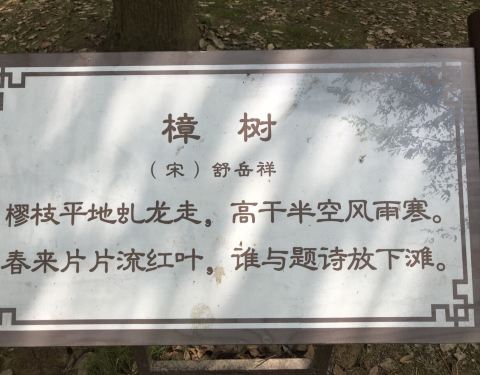 樟 树
（宋）舒岳祥
樛枝平地虬龙走，高干半空风雨寒。
春来片片流红叶，谁与题诗放下滩。